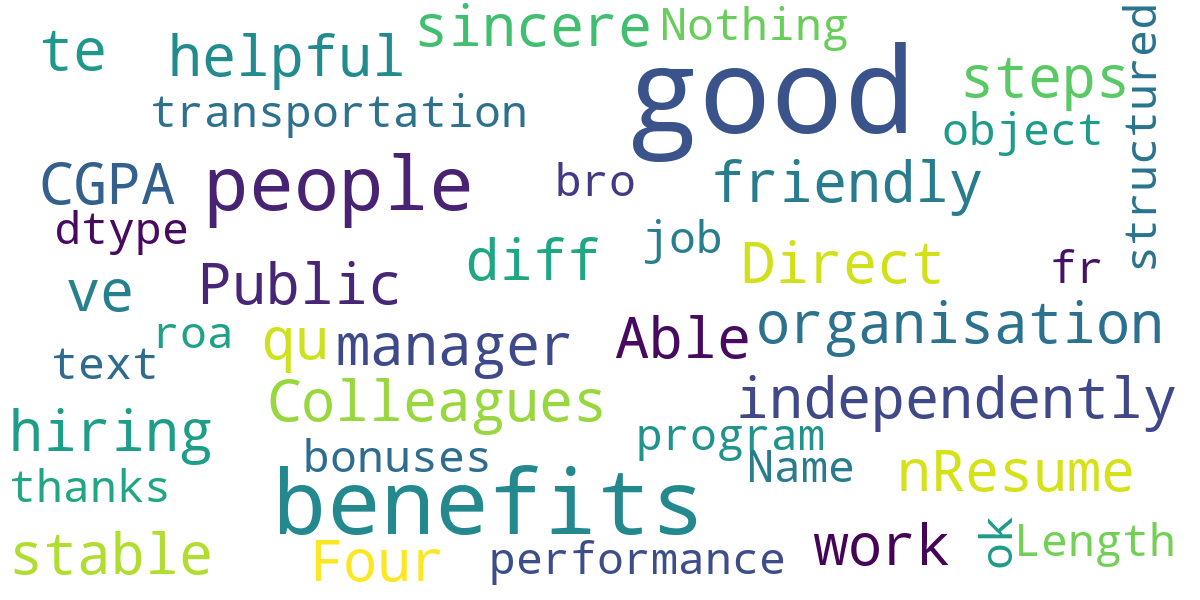 sincere
Nothing
structured
te
helpful
good
steps
transportation
object
CGPA
people
bro
friendly
dtype
job
diff
Direct
fr
ve
Public
organisation
roa
qu
manager
Able
text
Colleagues
independently
hiring
program
bonuses
Name
nResume
thanks
benefits
stable
Four
performance
work
ok
Length